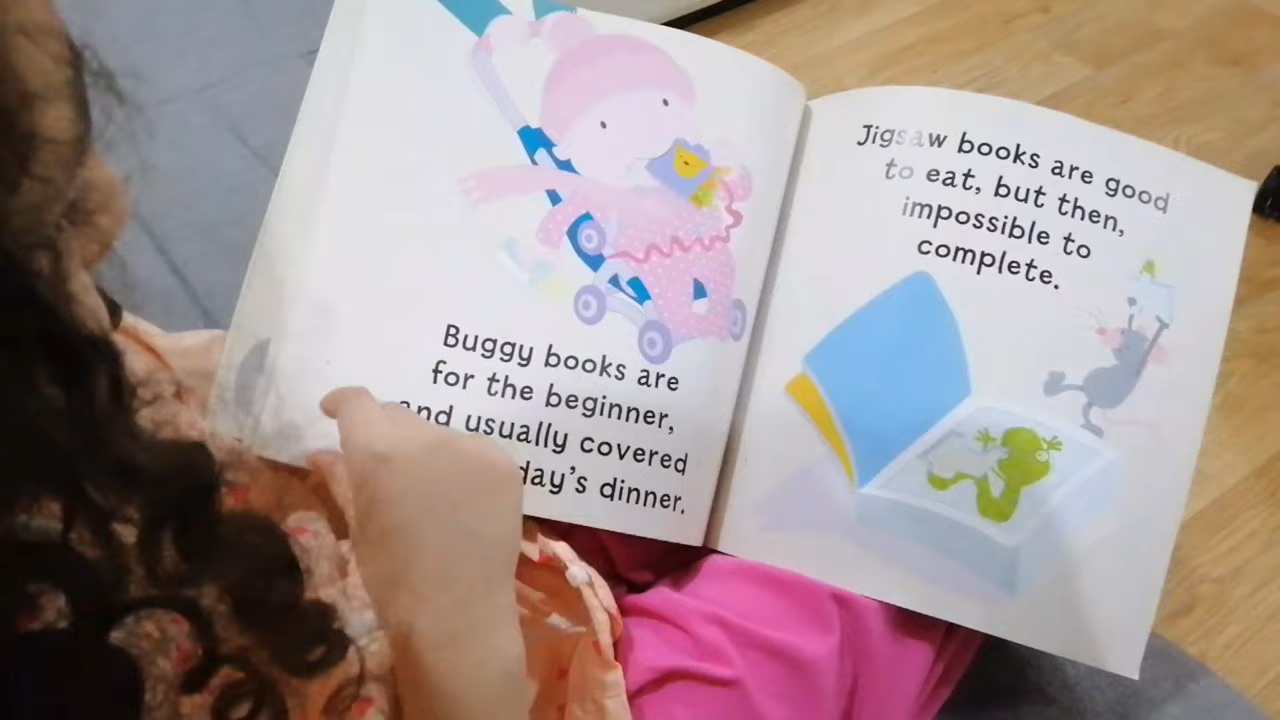 Buggy books are
for the beginner,
and usually covered
day's dinner.
Jigsaw books are good
to eat, but then,
impossible to
complete.